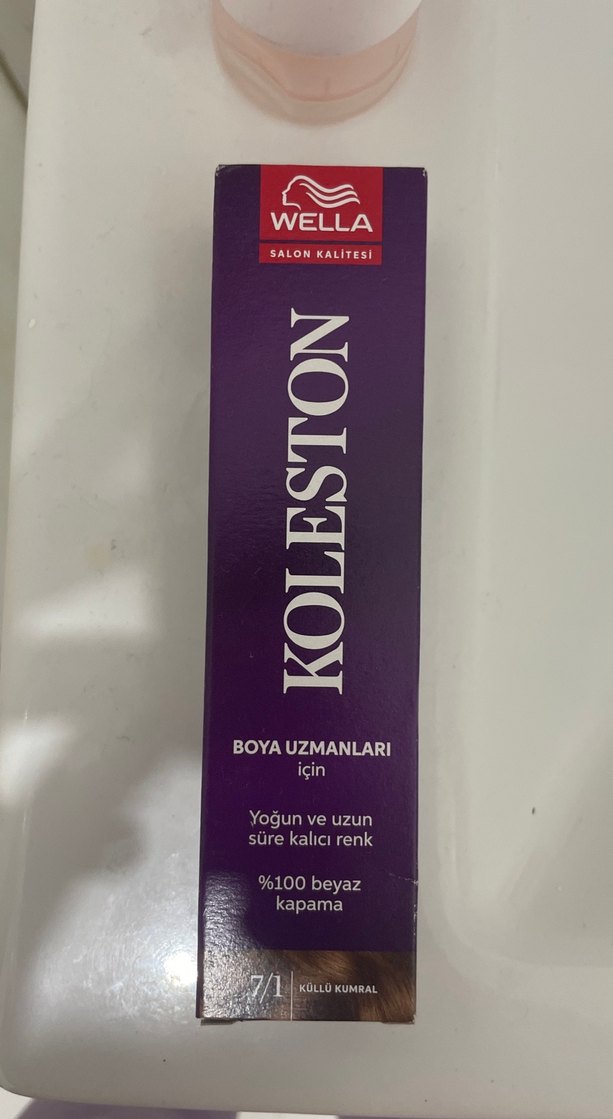 WELLA
SALON KALİTESİ
KOLESTON
BOYA UZMANLARI
için
Yoğun ve uzun
süre kalıcı renk
%100 beyaz
kapama
7/1 KÜLLÜ KUMRAL